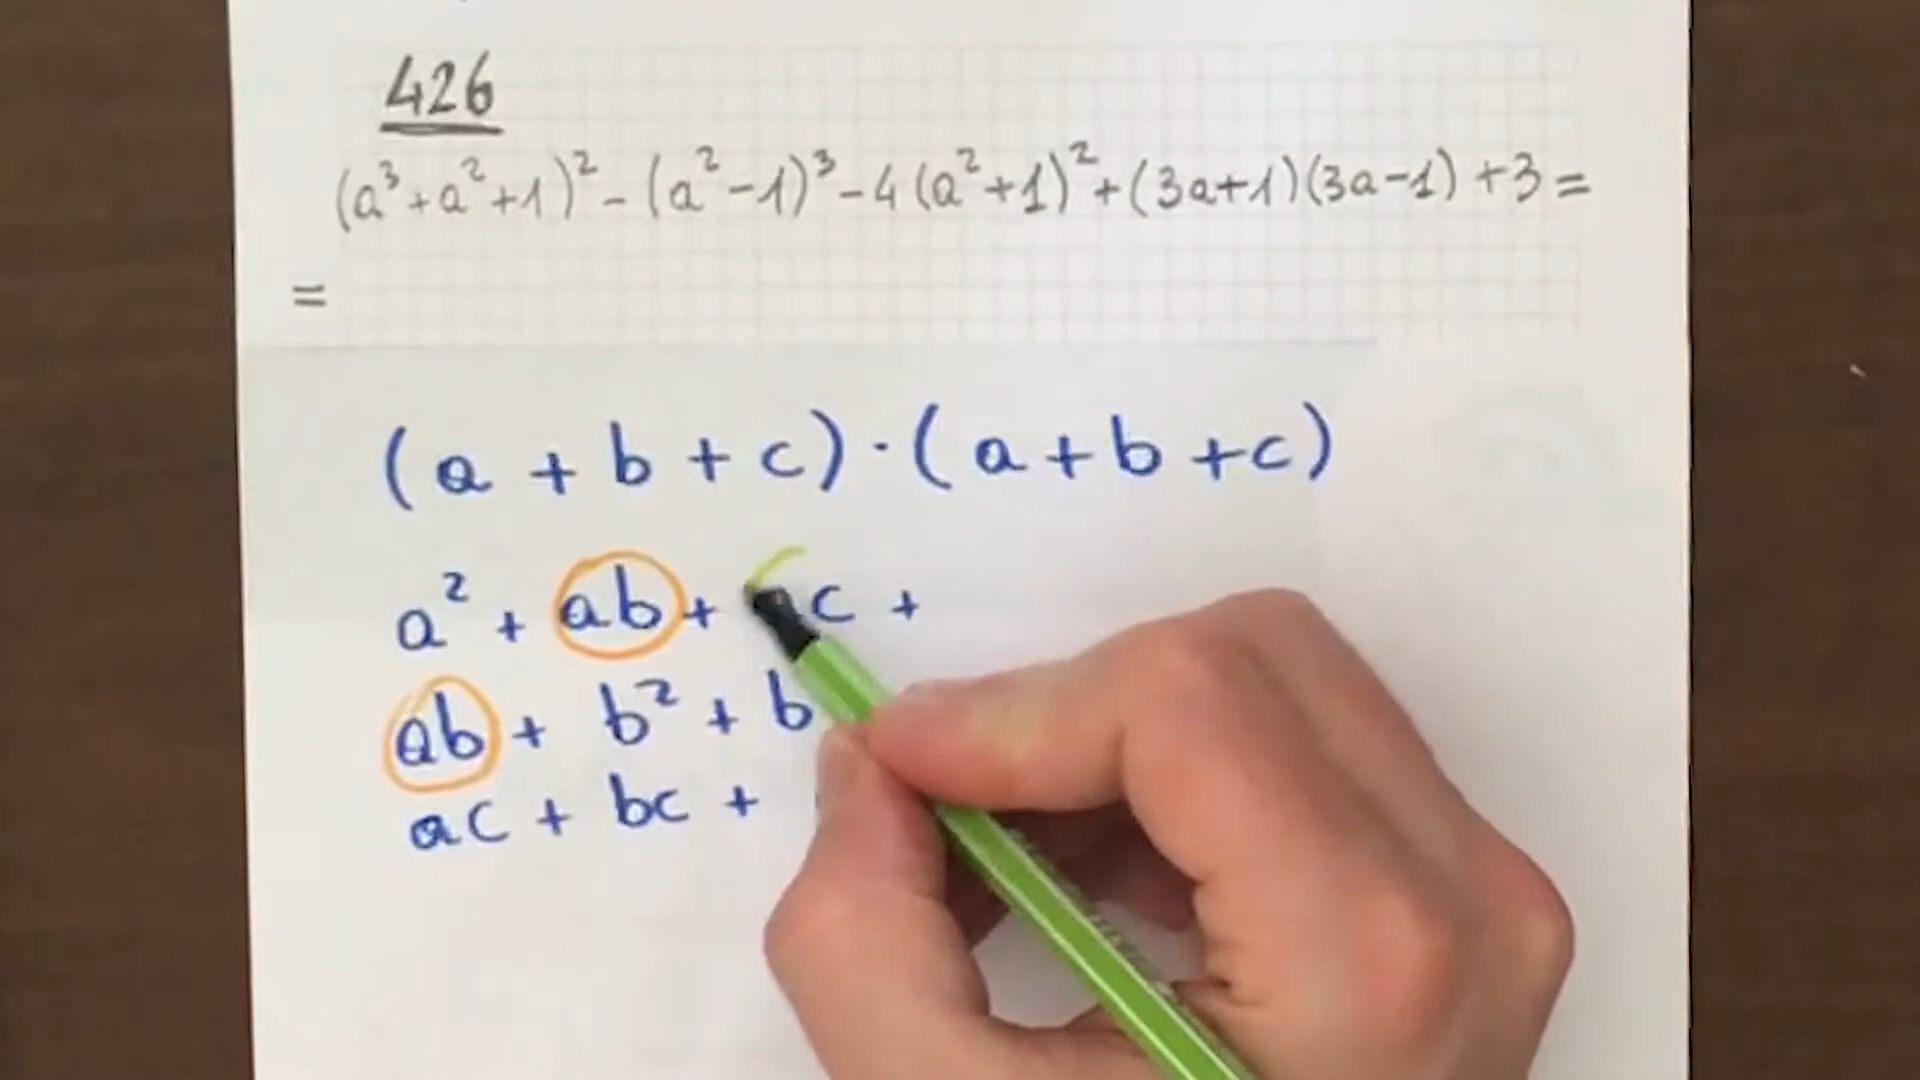 426
(a³+a²+1)²-(a²-1)³-4(a²+1)²+(3a+1)(3a-1)+3=
=
(a+b+c)·(a+b+c)
a²+ab+ c+
ab+b²+b
ac+bc+